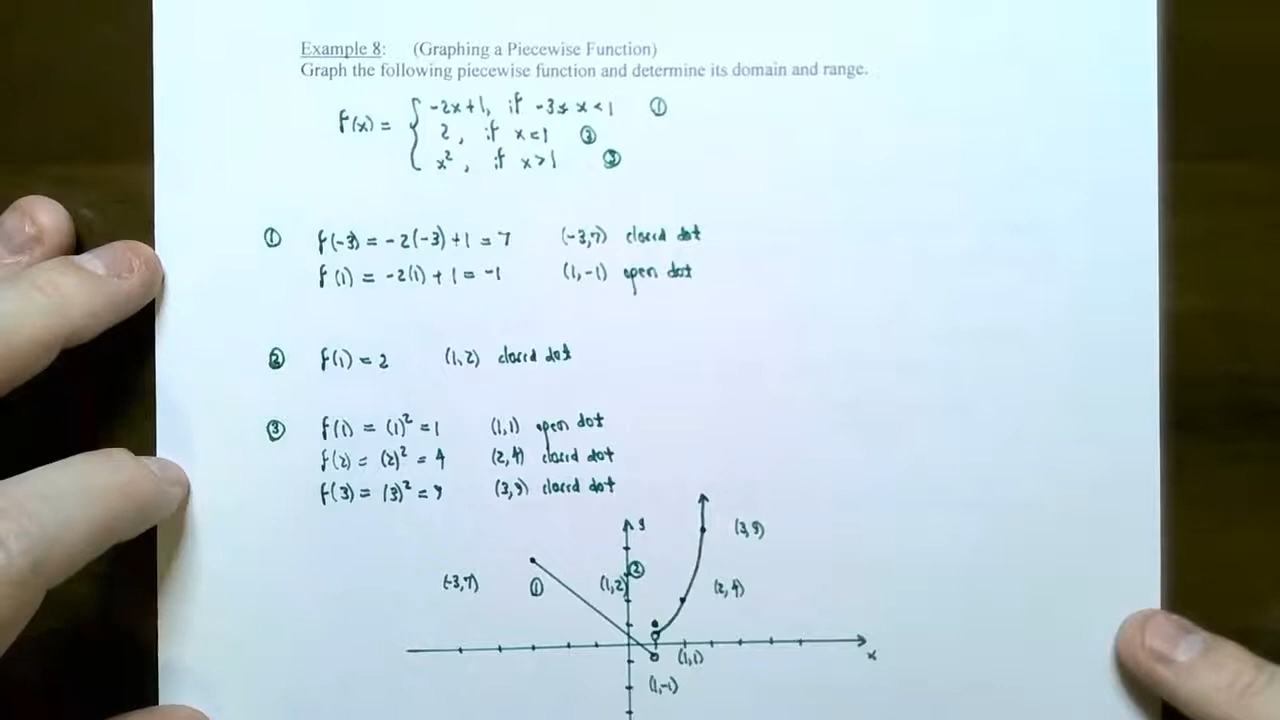 Example 8: (Graphing a Piecewise Function)
Graph the following piecewise function and determine its domain and range.
f(x) = { -2x+1, if -3 ≤ x < 1 ①
2, if x=1 ②
x², if x>1 ③
① f(-3) = -2(-3)+1 = 7 (-3,7) closed dot
f(1) = -2(1)+1 = -1 (1,-1) open dot
② f(1) = 2 (1,2) closed dot
③ f(1) = (1)² = 1 (1,1) open dot
f(2) = (2)² = 4 (2,4) closed dot
f(3) = (3)² = 9 (3,9) closed dot
y
(3,9)
②
(-3,7) ① (1,2) (2,4)
(1,1) x
(1,-1)